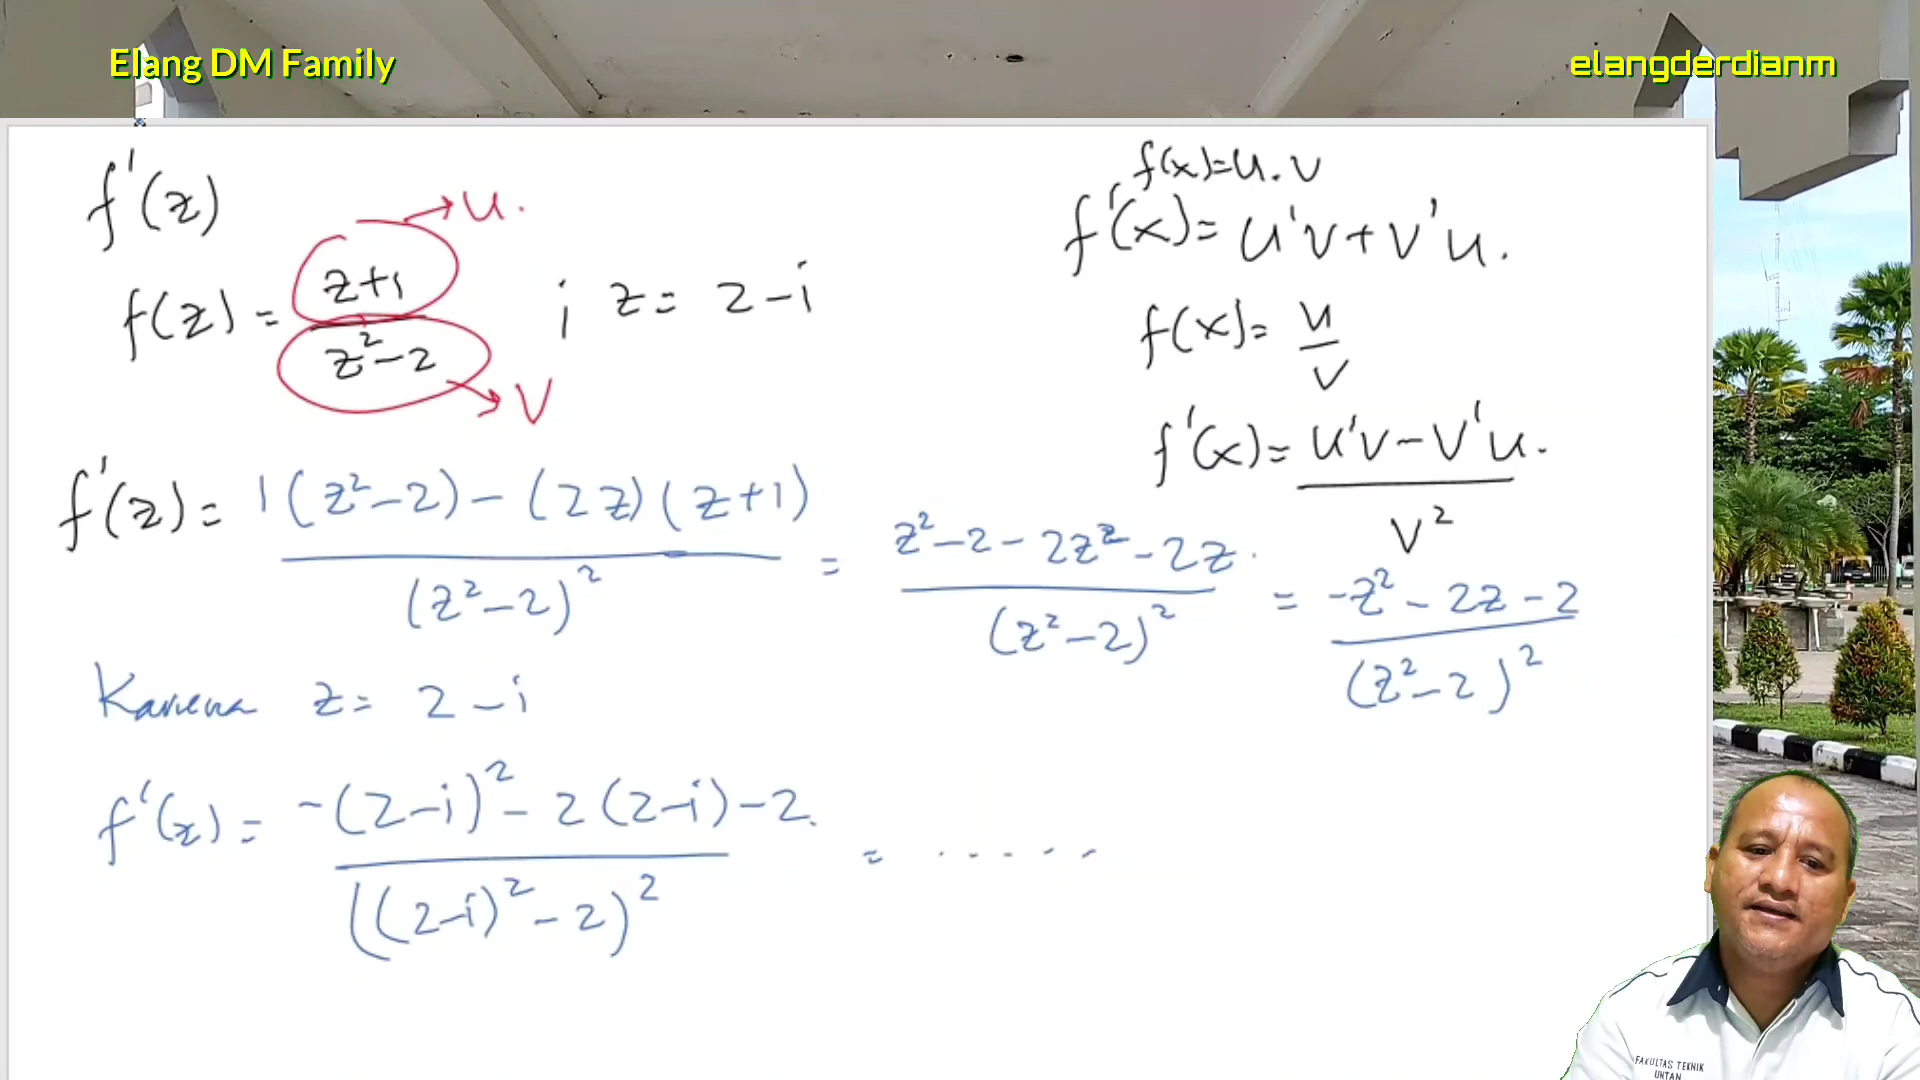 Elang DM Family
elangderdianm
f'(z)
f(z) = z+1 / z²-2 ; z = 2-i
→ u.
→ v
f(x)=u.v
f'(x)= u'v+v'u.
f(x)= u / v
f'(x)= u'v-v'u. / v²
f'(z)= 1(z²-2)-(2z)(z+1) / (z²-2)² = z²-2-2z²-2z. / (z²-2)² = -z²-2z-2 / (z²-2)²
Karena z= 2-i
f'(z)= -(2-i)²-2(2-i)-2. / ((2-i)²-2)² = .....
FAKULTAS TEKNIK
UNTAN